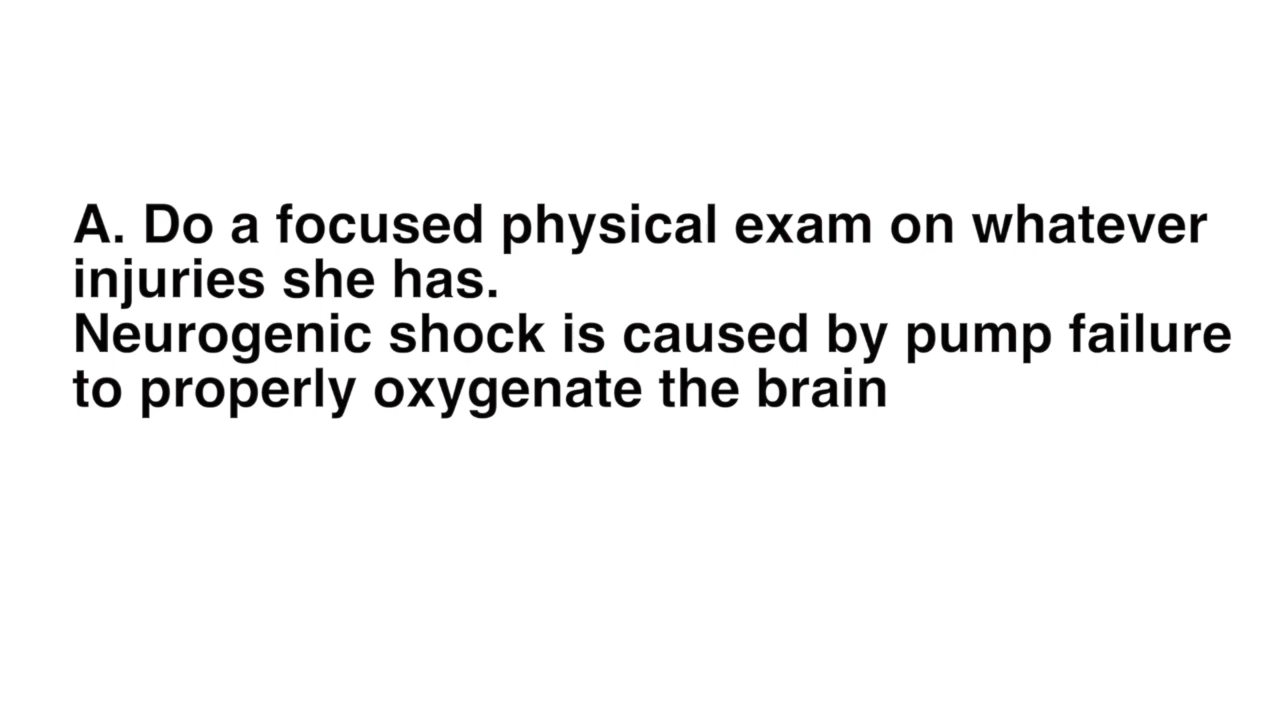 A. Do a focused physical exam on whatever
injuries she has.
Neurogenic shock is caused by pump failure
to properly oxygenate the brain